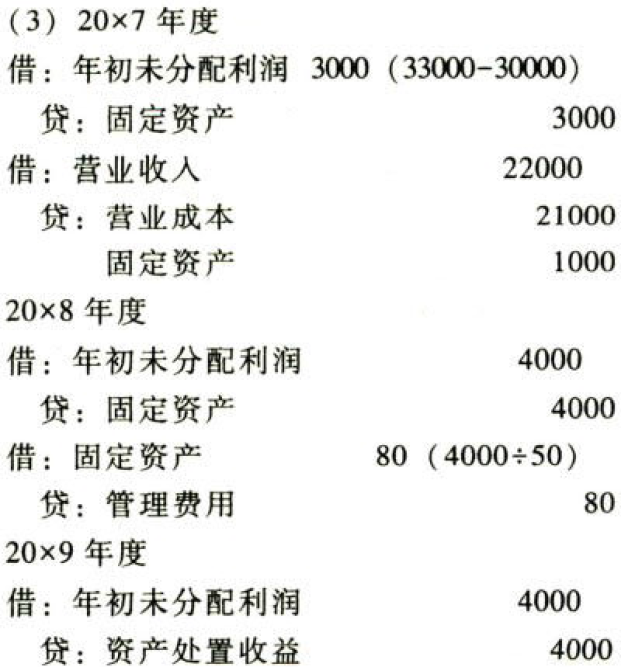 (3) 20×7 年度
借：年初未分配利润 3000 (33000-30000)
贷：固定资产 3000
借：营业收入 22000
贷：营业成本 21000
固定资产 1000
20×8 年度
借：年初未分配利润 4000
贷：固定资产 4000
借：固定资产 80 (4000÷50)
贷：管理费用 80
20×9 年度
借：年初未分配利润 4000
贷：资产处置收益 4000